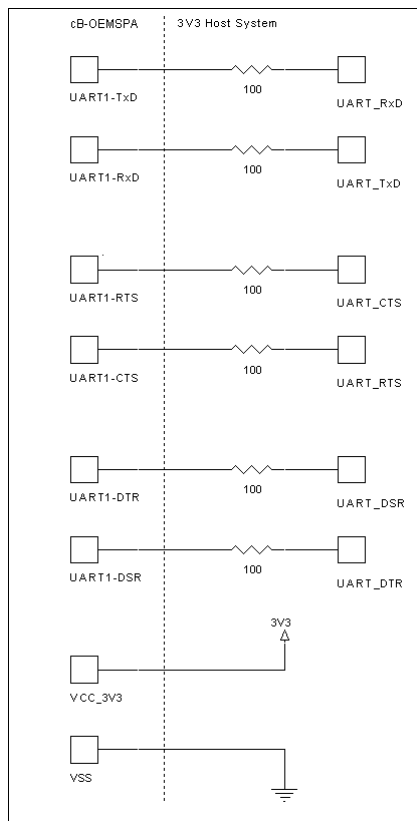 cB-OEMSPA 3V3 Host System
UART1-TxD 100 UART_RxD
UART1-RxD 100 UART_TxD
UART1-RTS 100 UART_CTS
UART1-CTS 100 UART_RTS
UART1-DTR 100 UART_DSR
UART1-DSR 100 UART_DTR
3V3
VCC_3V3
VSS